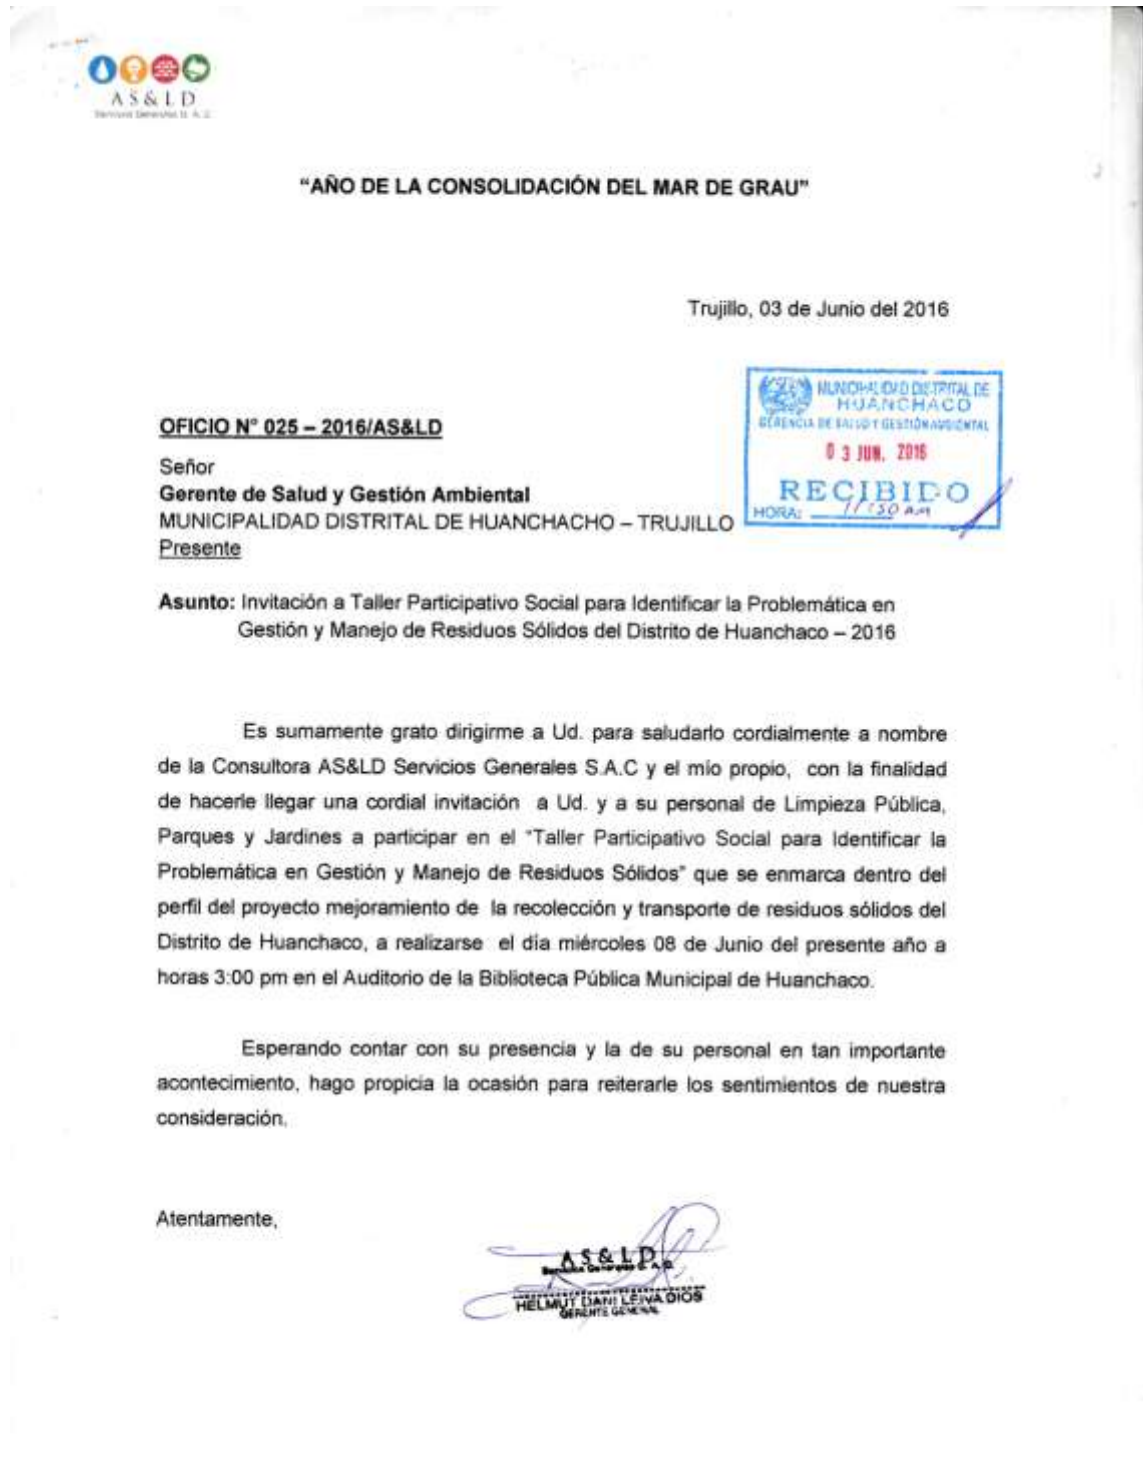 AS&LD
Servicios Generales S. A. C.
“AÑO DE LA CONSOLIDACIÓN DEL MAR DE GRAU”
Trujillo, 03 de Junio del 2016
MUNICIPALIDAD DISTRITAL DE
HUANCHACO
GERENCIA DE SALUD Y GESTIÓN AMBIENTAL
0 3 JUN. 2016
RECIBIDO
HORA: 11:50 AM
OFICIO N° 025 – 2016/AS&LD
Señor
Gerente de Salud y Gestión Ambiental
MUNICIPALIDAD DISTRITAL DE HUANCHACHO – TRUJILLO
Presente
Asunto: Invitación a Taller Participativo Social para Identificar la Problemática en
Gestión y Manejo de Residuos Sólidos del Distrito de Huanchaco – 2016
Es sumamente grato dirigirme a Ud. para saludarlo cordialmente a nombre
de la Consultora AS&LD Servicios Generales S.A.C y el mío propio, con la finalidad
de hacerle llegar una cordial invitación a Ud. y a su personal de Limpieza Pública,
Parques y Jardines a participar en el “Taller Participativo Social para Identificar la
Problemática en Gestión y Manejo de Residuos Sólidos” que se enmarca dentro del
perfil del proyecto mejoramiento de la recolección y transporte de residuos sólidos del
Distrito de Huanchaco, a realizarse el día miércoles 08 de Junio del presente año a
horas 3:00 pm en el Auditorio de la Biblioteca Pública Municipal de Huanchaco.
Esperando contar con su presencia y la de su personal en tan importante
acontecimiento, hago propicia la ocasión para reiterarle los sentimientos de nuestra
consideración.
Atentamente,
AS&LD
Servicios Generales S. A. C.
HELMUT DANI LEIVA DIOS
GERENTE GENERAL